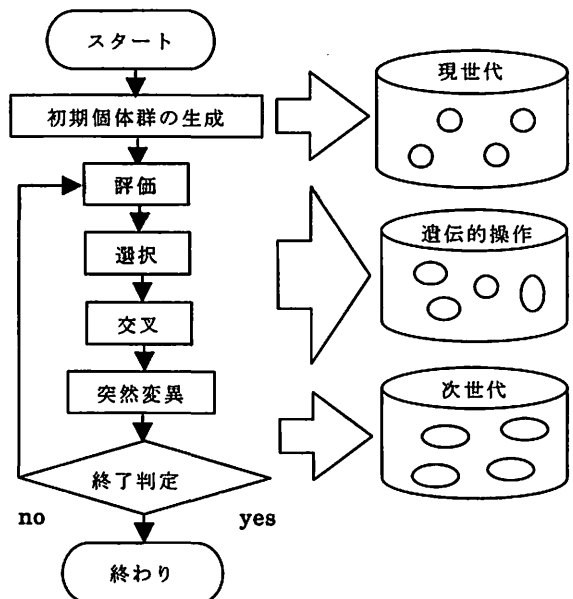 スタート
初期個体群の生成
評価
選択
交叉
突然変異
終了判定
no
yes
終わり
現世代
遺伝的操作
次世代